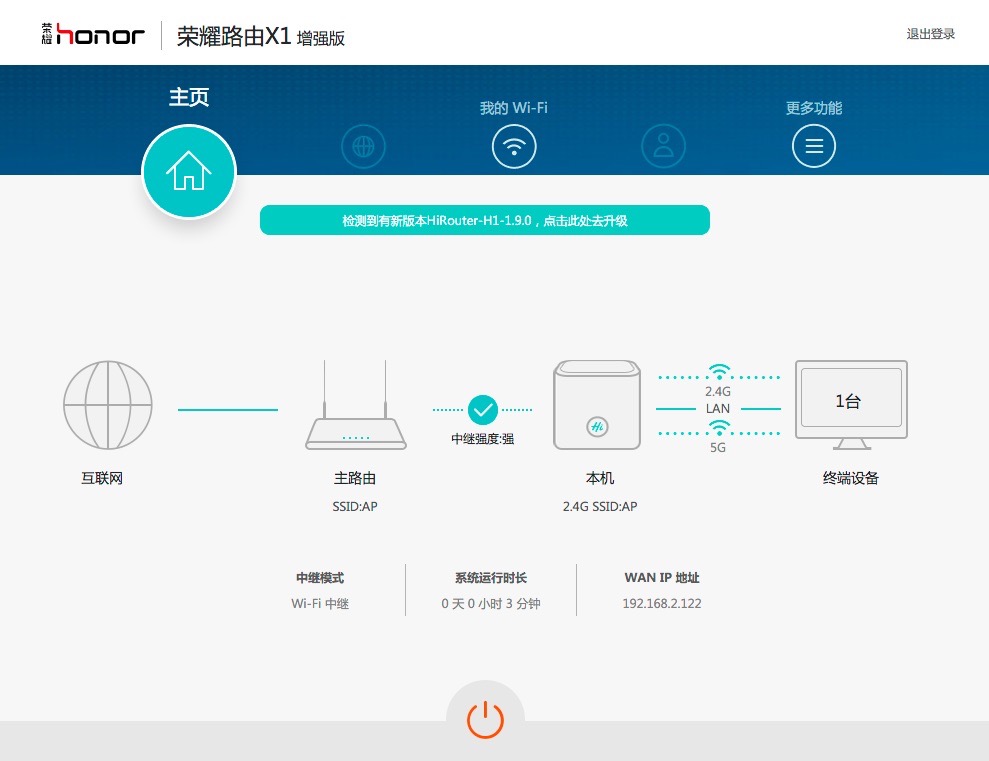 荣耀 honor 荣耀路由X1 增强版 退出登录
主页
我的 Wi-Fi 更多功能
检测到有新版本HiRouter-H1-1.9.0，点击此处去升级
2.4G
1台
LAN
Hi
中继强度:强
5G
互联网 主路由 本机 终端设备
SSID:AP 2.4G SSID:AP
中继模式 系统运行时长 WAN IP 地址
Wi-Fi 中继 0 天 0 小时 3 分钟 192.168.2.122